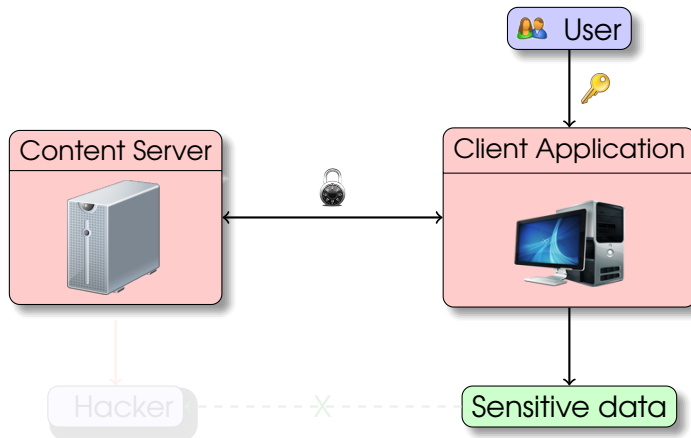 User
Content Server
Client Application
Hacker
X
Sensitive data